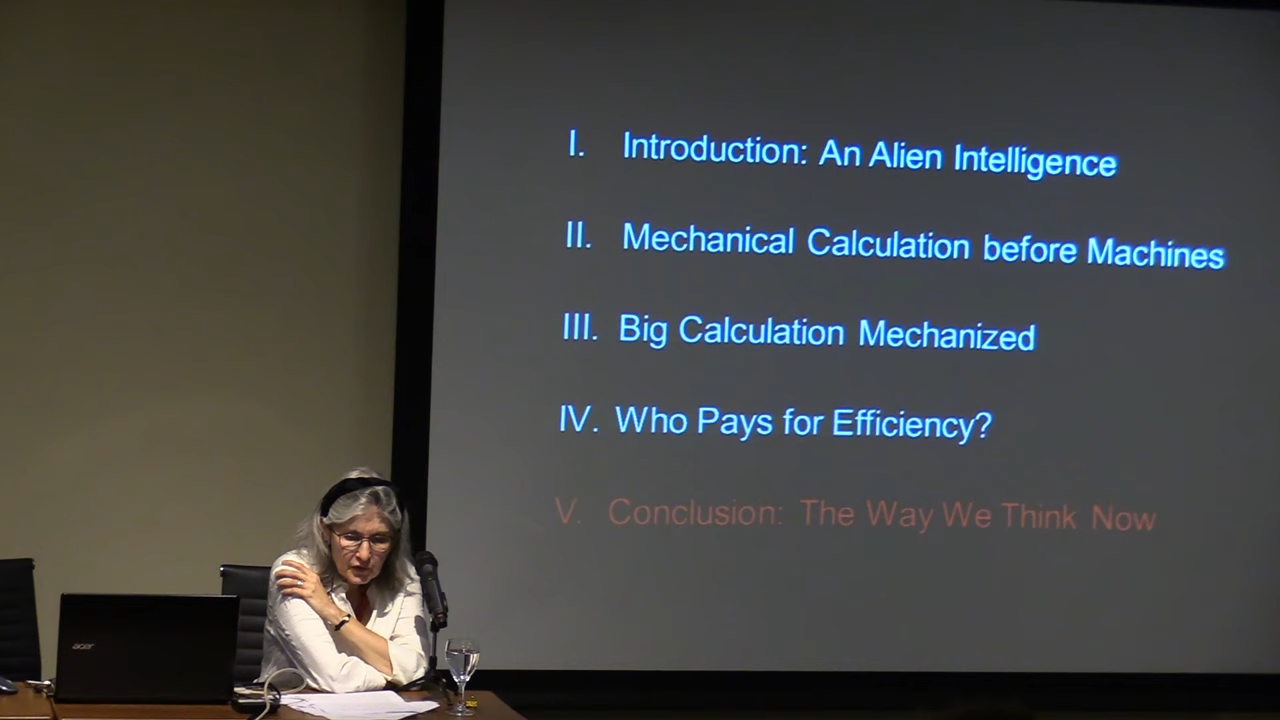 I. Introduction: An Alien Intelligence
II. Mechanical Calculation before Machines
III. Big Calculation Mechanized
IV. Who Pays for Efficiency?
V. Conclusion: The Way We Think Now
acer